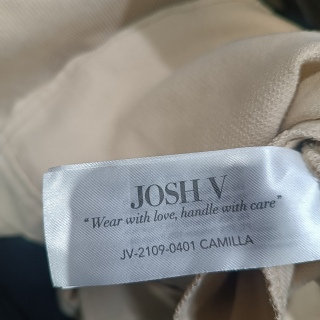 JOSH V
"Wear with love, handle with care"
JV-2109-0401 CAMILLA